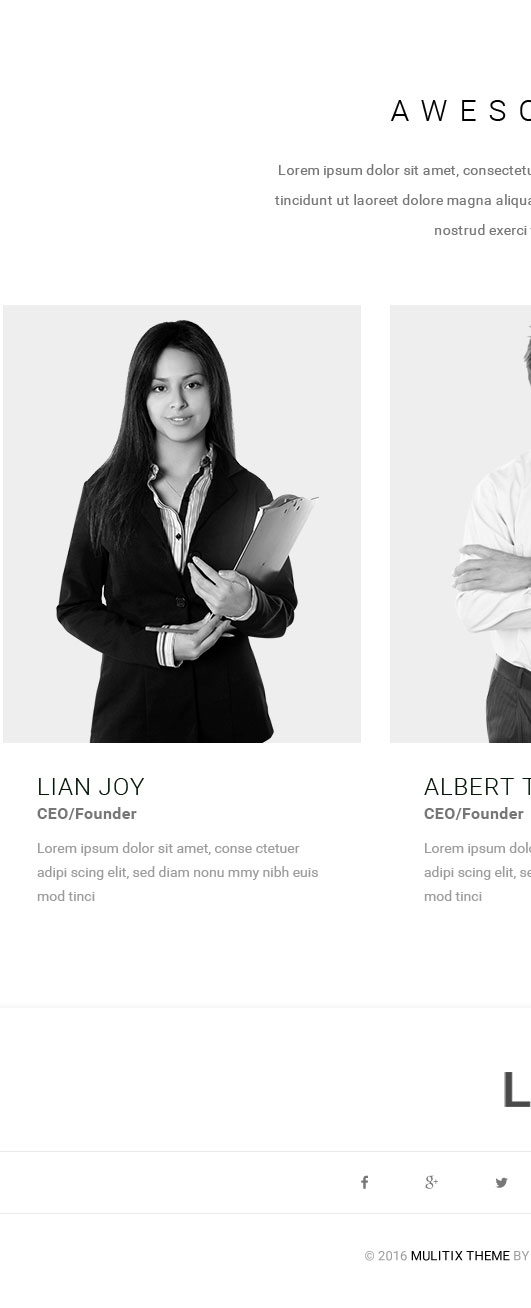 AWESO
Lorem ipsum dolor sit amet, consectetu
tincidunt ut laoreet dolore magna aliqua
nostrud exerci
LIAN JOY
CEO/Founder
Lorem ipsum dolor sit amet, conse ctetuer
adipi scing elit, sed diam nonu mmy nibh euis
mod tinci
ALBERT T
CEO/Founder
Lorem ipsum dolo
adipi scing elit, se
mod tinci
L
© 2016 MULITIX THEME BY